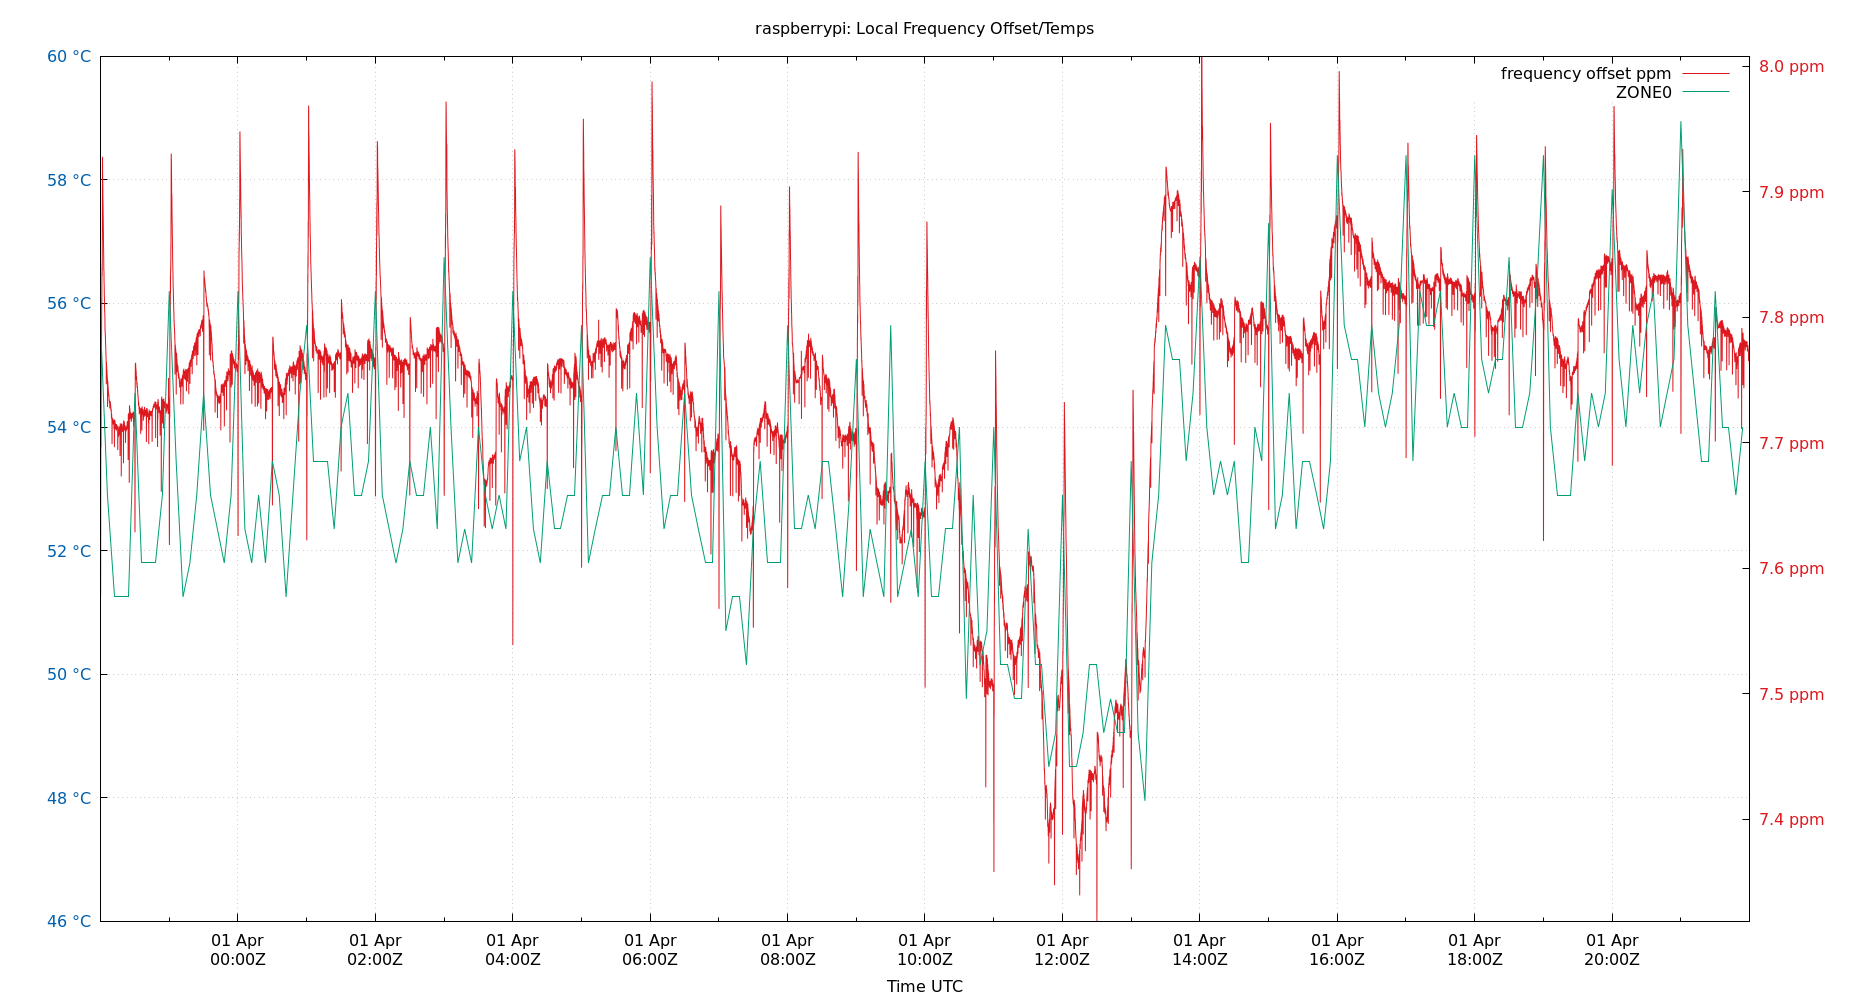 raspberrypi: Local Frequency Offset/Temps
60 °C
58 °C
56 °C
54 °C
52 °C
50 °C
48 °C
46 °C
8.0 ppm
7.9 ppm
7.8 ppm
7.7 ppm
7.6 ppm
7.5 ppm
7.4 ppm
frequency offset ppm
ZONE0
01 Apr
00:00Z
01 Apr
02:00Z
01 Apr
04:00Z
01 Apr
06:00Z
01 Apr
08:00Z
01 Apr
10:00Z
01 Apr
12:00Z
01 Apr
14:00Z
01 Apr
16:00Z
01 Apr
18:00Z
01 Apr
20:00Z
Time UTC